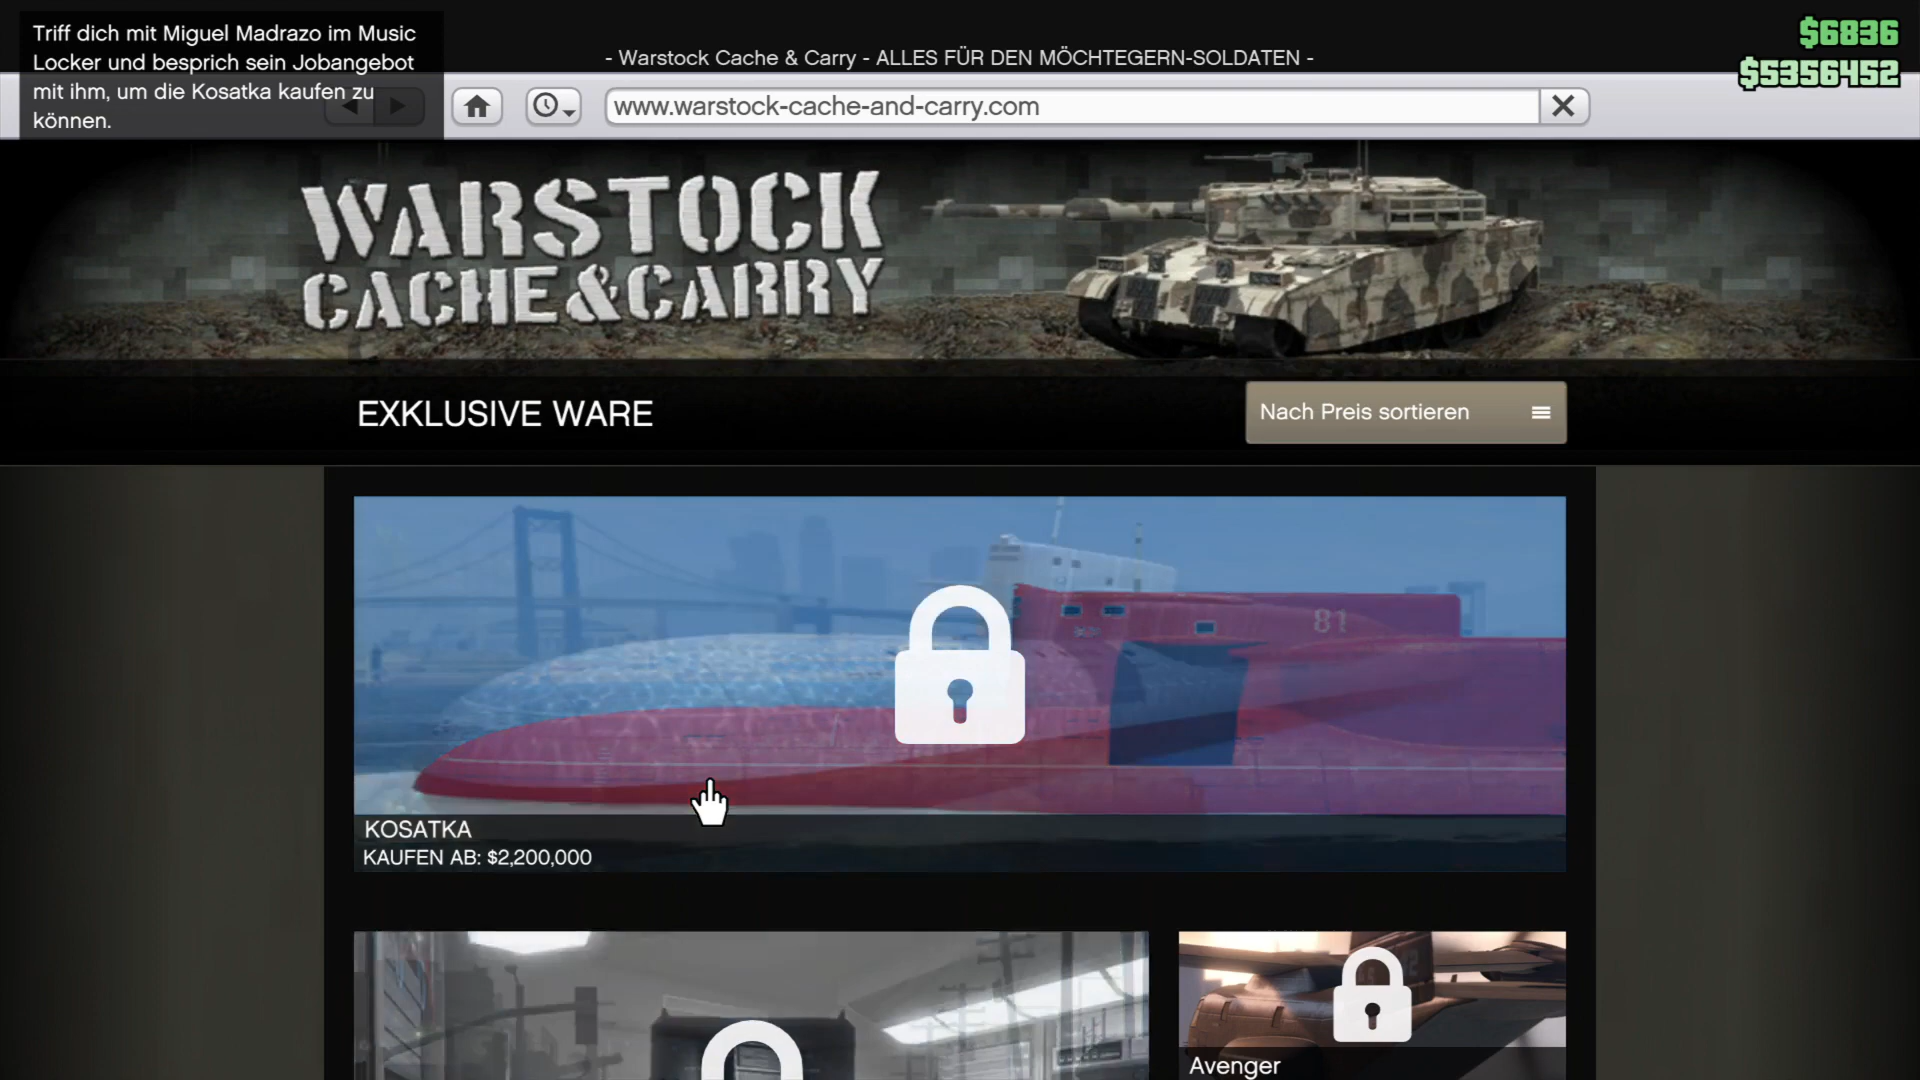 Triff dich mit Miguel Madrazo im Music
Locker und besprich sein Jobangebot
mit ihm, um die Kosatka kaufen zu
können.
- Warstock Cache & Carry - ALLES FÜR DEN MÖCHTEGERN-SOLDATEN -
$6836
$5356452
www.warstock-cache-and-carry.com
WARSTOCK
CACHE&CARRY
EXKLUSIVE WARE
Nach Preis sortieren
81
KOSATKA
KAUFEN AB: $2,200,000
Avenger